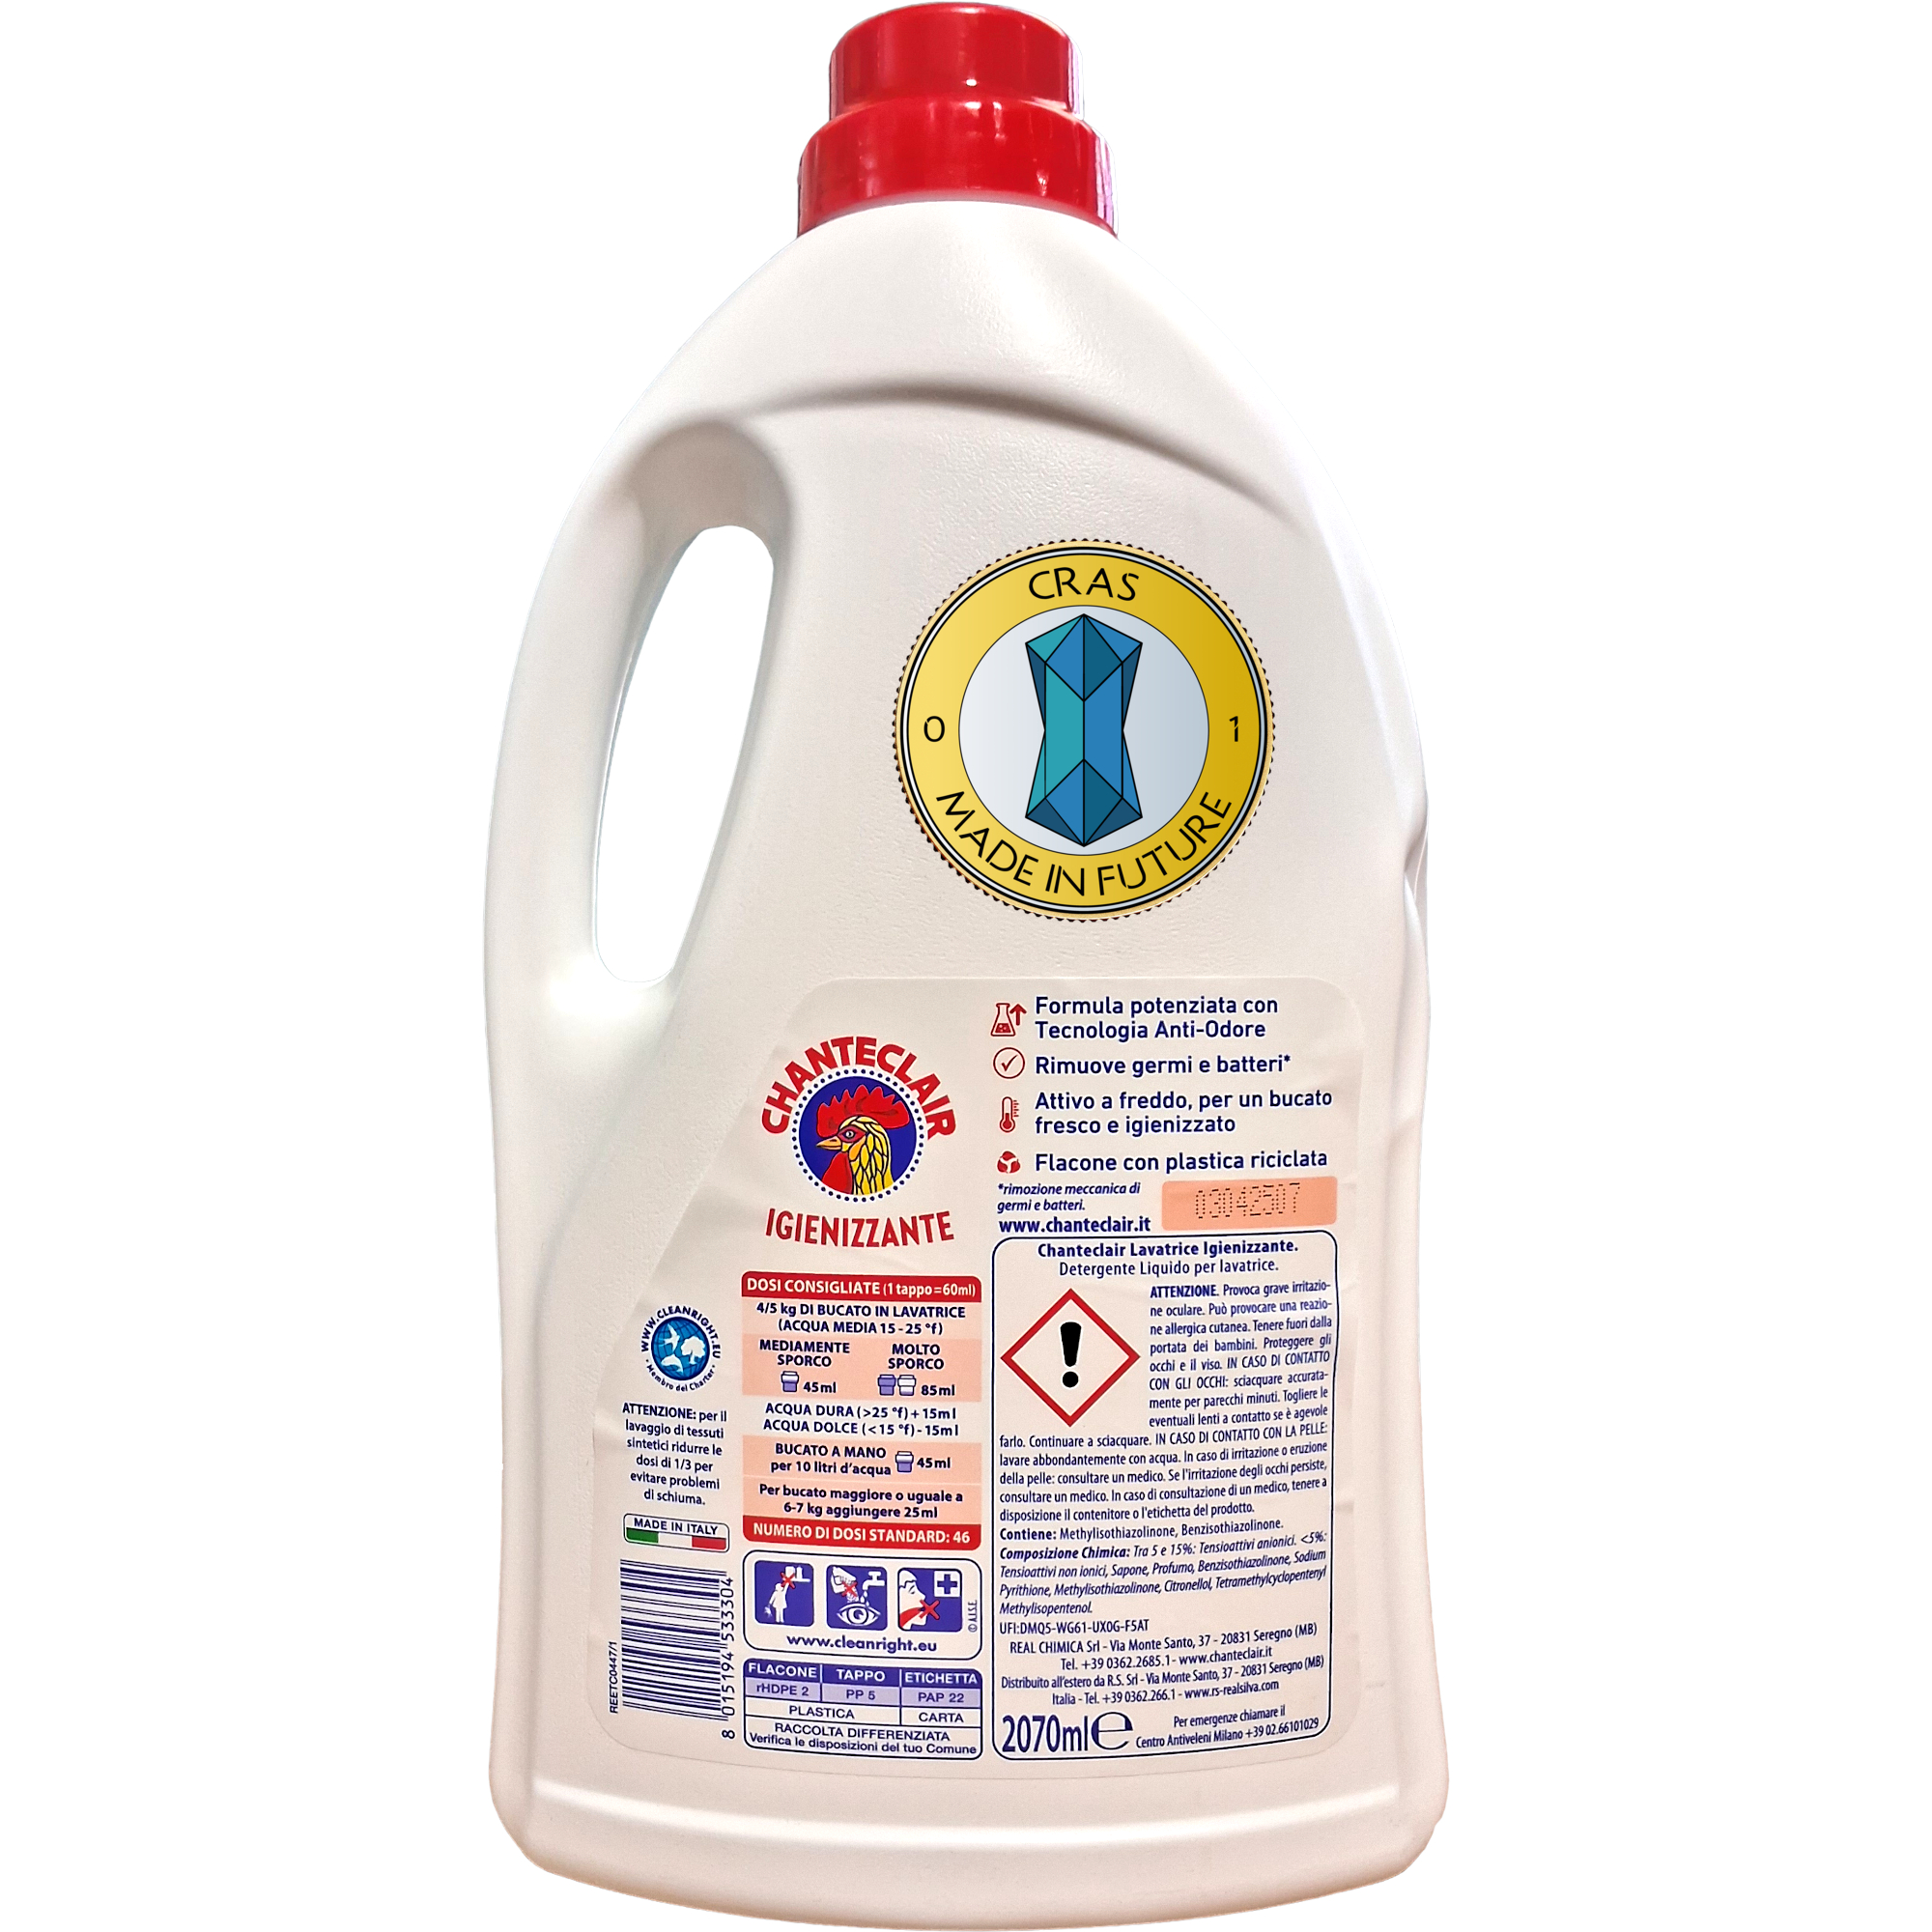 CRAS
0 1
MADE IN FUTURE
CHANTECLAIR
IGIENIZZANTE
Formula potenziata con
Tecnologia Anti-Odore
Rimuove germi e batteri*
Attivo a freddo, per un bucato
fresco e igienizzato
Flacone con plastica riciclata
*rimozione meccanica di
germi e batteri.
www.chanteclair.it
03042507
WWW.CLEANRIGHT.EU
• Membro del Charter •
ATTENZIONE: per il
lavaggio di tessuti
sintetici ridurre le
dosi di 1/3 per
evitare problemi
di schiuma.
MADE IN ITALY
REETC0447/1
8 015194 533304
DOSI CONSIGLIATE (1 tappo=60ml)
4/5 kg DI BUCATO IN LAVATRICE
(ACQUA MEDIA 15-25 °f)
MEDIAMENTE
SPORCO
45ml
MOLTO
SPORCO
85ml
ACQUA DURA (>25 °f) + 15ml
ACQUA DOLCE (<15 °f) - 15ml
BUCATO A MANO
per 10 litri d'acqua
45ml
Per bucato maggiore o uguale a
6-7 kg aggiungere 25ml
NUMERO DI DOSI STANDARD: 46
© A.I.S.E.
www.cleanright.eu
FLACONE TAPPO ETICHETTA
rHDPE 2 PP 5 PAP 22
PLASTICA CARTA
RACCOLTA DIFFERENZIATA
Verifica le disposizioni del tuo Comune
Chanteclair Lavatrice Igienizzante.
Detergente Liquido per lavatrice.
ATTENZIONE. Provoca grave irritazio-
ne oculare. Può provocare una reazio-
ne allergica cutanea. Tenere fuori dalla
portata dei bambini. Proteggere gli
occhi e il viso. IN CASO DI CONTATTO
CON GLI OCCHI: sciacquare accurata-
mente per parecchi minuti. Togliere le
eventuali lenti a contatto se è agevole
farlo. Continuare a sciacquare. IN CASO DI CONTATTO CON LA PELLE:
lavare abbondantemente con acqua. In caso di irritazione o eruzione
della pelle: consultare un medico. Se l'irritazione degli occhi persiste,
consultare un medico. In caso di consultazione di un medico, tenere a
disposizione il contenitore o l'etichetta del prodotto.
Contiene: Methylisothiazolinone, Benzisothiazolinone.
Composizione Chimica: Tra 5 e 15%: Tensioattivi anionici. <5%:
Tensioattivi non ionici, Sapone, Profumo, Benzisothiazolinone, Sodium
Pyrithione, Methylisothiazolinone, Citronellol, Tetramethylcyclopentenyl
Methylisopentenol.
UFI:DMQ5-WG61-UX0G-F5AT
REAL CHIMICA Srl - Via Monte Santo, 37 - 20831 Seregno (MB)
Tel. +39 0362.2685.1 - www.chanteclair.it
Distribuito all'estero da R.S. Srl - Via Monte Santo, 37 - 20831 Seregno (MB)
Italia - Tel. +39 0362.266.1 - www.rs-realsilva.com
2070ml e
Per emergenze chiamare il
Centro Antiveleni Milano +39 02.66101029